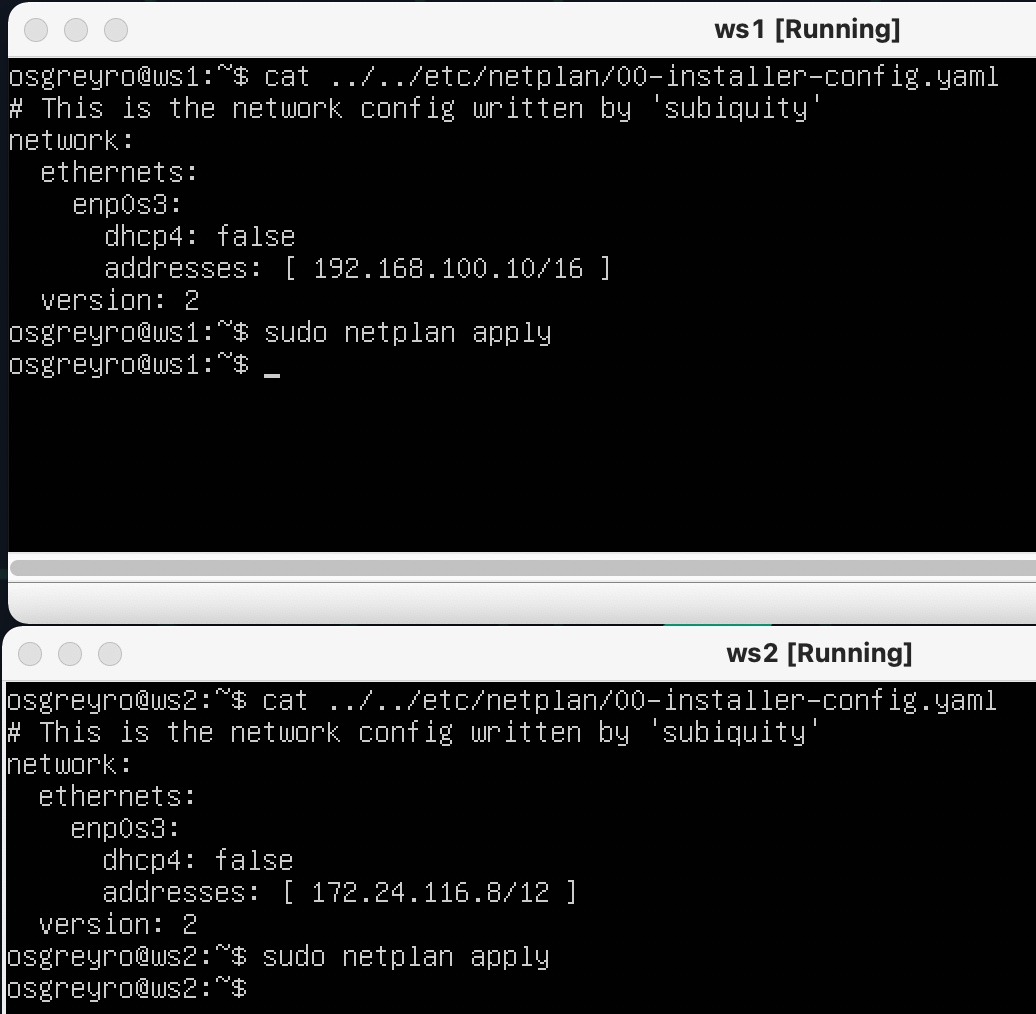 ws1 [Running]
osgreyro@ws1:~$ cat ../../etc/netplan/00-installer-config.yaml
# This is the network config written by 'subiquity'
network:
  ethernets:
    enp0s3:
      dhcp4: false
      addresses: [ 192.168.100.10/16 ]
  version: 2
osgreyro@ws1:~$ sudo netplan apply
osgreyro@ws1:~$ _
ws2 [Running]
osgreyro@ws2:~$ cat ../../etc/netplan/00-installer-config.yaml
# This is the network config written by 'subiquity'
network:
  ethernets:
    enp0s3:
      dhcp4: false
      addresses: [ 172.24.116.8/12 ]
  version: 2
osgreyro@ws2:~$ sudo netplan apply
osgreyro@ws2:~$